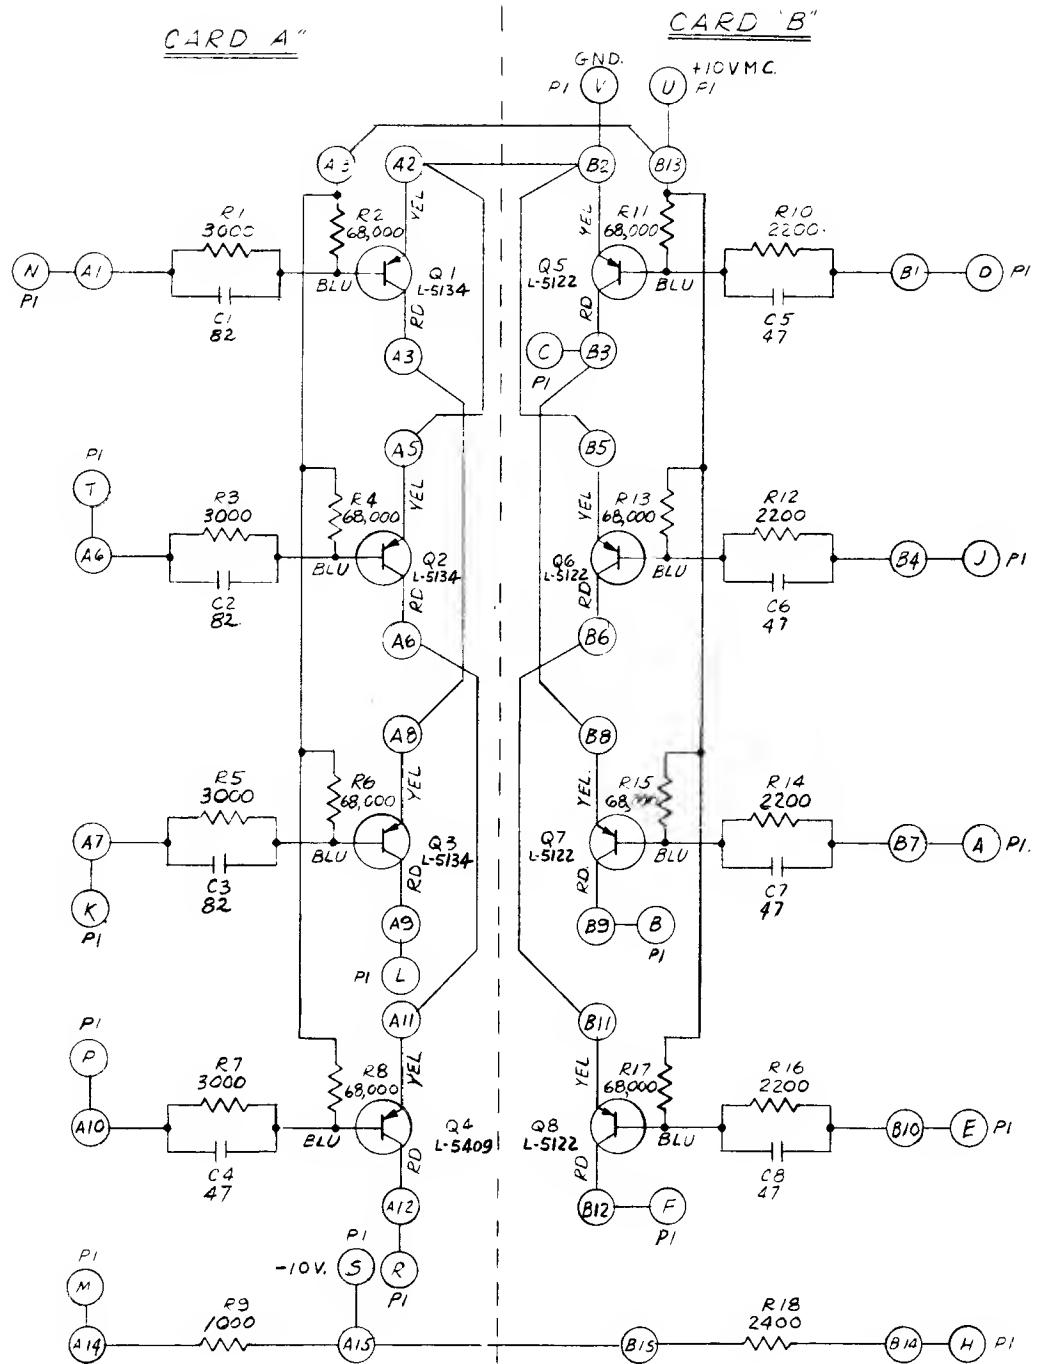 CARD A"
CARD "B"
GND.
+10VMC.
P1 V U P1
A2 B2 B13
R1
3000
R2
68,000
YEL
YEL
R11
68,000
R10
2200
N A1
P1
BLU
Q1
L-5134
Q5
L-5122
BLU
B1 D P1
C1
82
RD
RD
C5
47
A3
C B3
P1
A5 B5
P1
T
R3
3000
R4
68,000
YEL
YEL
R13
68,000
R12
2200
A6
BLU
Q2
L-5134
Q6
L-5122
BLU
B4 J P1
C2
82
RD
RD
C6
47
A6 B6
A8 B8
R5
3000
R6
68,000
YEL
YEL.
R15
68,
R14
2200
A7
BLU
Q3
L-5134
Q7
L-5122
BLU
B7 A P1.
C3
82
RD
RD.
C7
47
K
P1
A9
B9 B
P1
P1 L
A11 B11
P1
P
R7
3000
R8
68,000
YEL
YEL
R17
68,000
R16
2200
A10
BLU
Q4
L-5409
Q8
L-5122
BLU
B10 E P1
C4
47
RD
RD
C8
47
A12
B12 F
P1
P1
-10V. S R
P1
P1
M
R9
1000
R18
2400
A14 A15 B15 B14 H P1